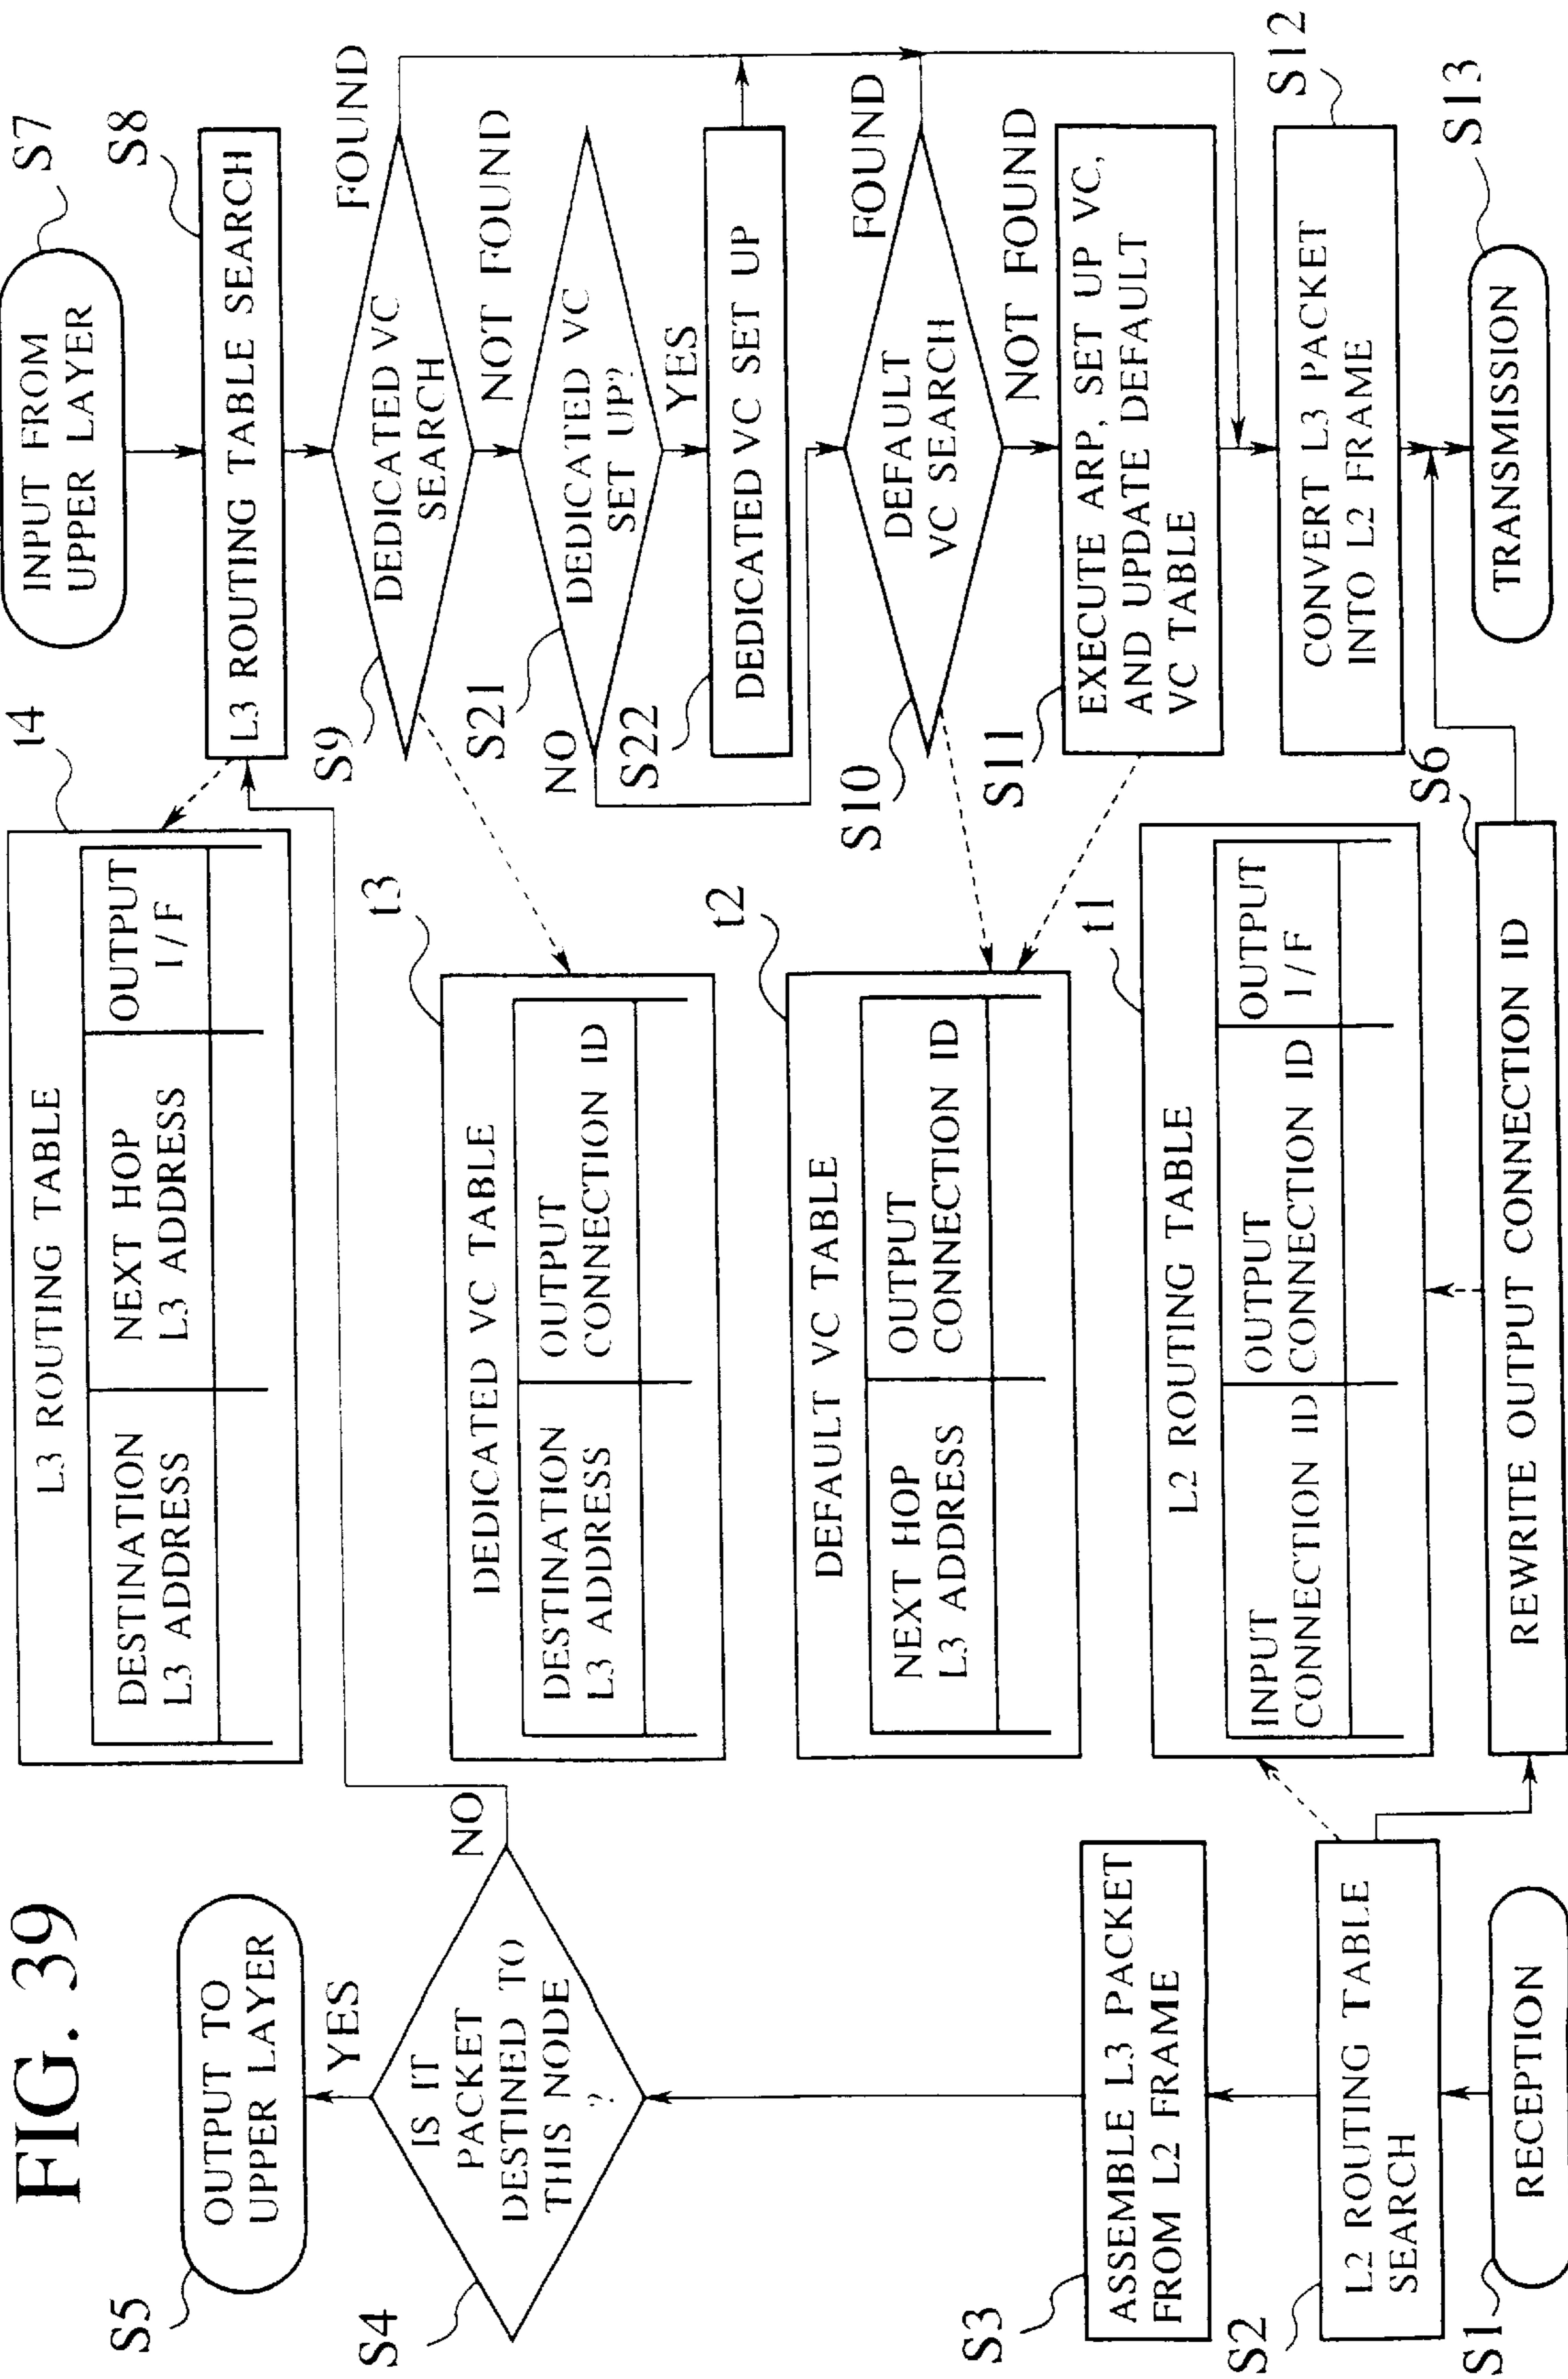 FIG. 39
S5
OUTPUT TO
UPPER LAYER
YES
S4
IS IT
PACKET
DESTINED TO
THIS NODE
?
NO
S3
ASSEMBLE L3 PACKET
FROM L2 FRAME
S2
L2 ROUTING TABLE
SEARCH
S1
RECEPTION
t4
L3 ROUTING TABLE
DESTINATION
L3 ADDRESS
NEXT HOP
L3 ADDRESS
OUTPUT
I/F
t3
DEDICATED VC TABLE
DESTINATION
L3 ADDRESS
OUTPUT
CONNECTION ID
t2
DEFAULT VC TABLE
NEXT HOP
L3 ADDRESS
OUTPUT
CONNECTION ID
t1
L2 ROUTING TABLE
INPUT
CONNECTION ID
OUTPUT
CONNECTION ID
OUTPUT
I/F
S6
REWRITE OUTPUT CONNECTION ID
INPUT FROM
UPPER LAYER
S7
S8
L3 ROUTING TABLE SEARCH
S9
DEDICATED VC
SEARCH
FOUND
NOT FOUND
S21
DEDICATED VC
SET UP?
NO
YES
S22
DEDICATED VC SET UP
S10
DEFAULT
VC SEARCH
FOUND
NOT FOUND
S11
EXECUTE ARP, SET UP VC,
AND UPDATE DEFAULT
VC TABLE
S12
CONVERT L3 PACKET
INTO L2 FRAME
S13
TRANSMISSION